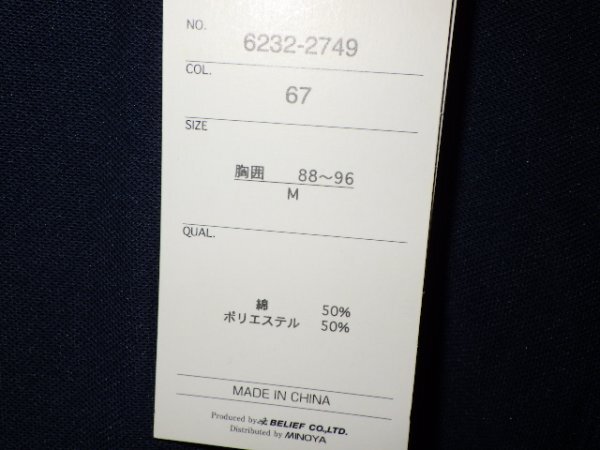 NO.
6232-2749
COL.
67
SIZE
胸囲 88〜96
M
QUAL.
綿 50%
ポリエステル 50%
MADE IN CHINA
Produced by BELIEF CO.,LTD.
Distributed by MINOYA